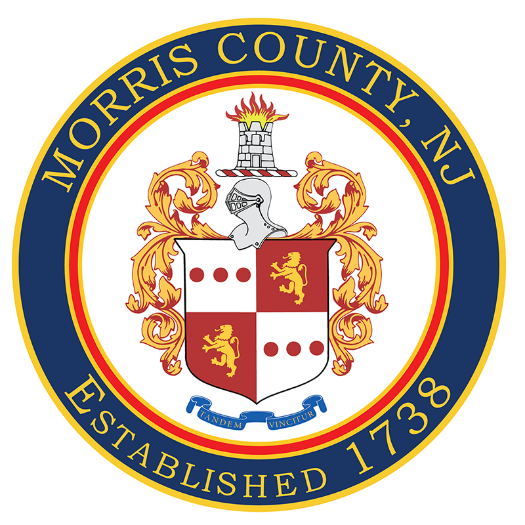 MORRIS COUNTY, NJ
TANDEM VINCITUR
ESTABLISHED 1738